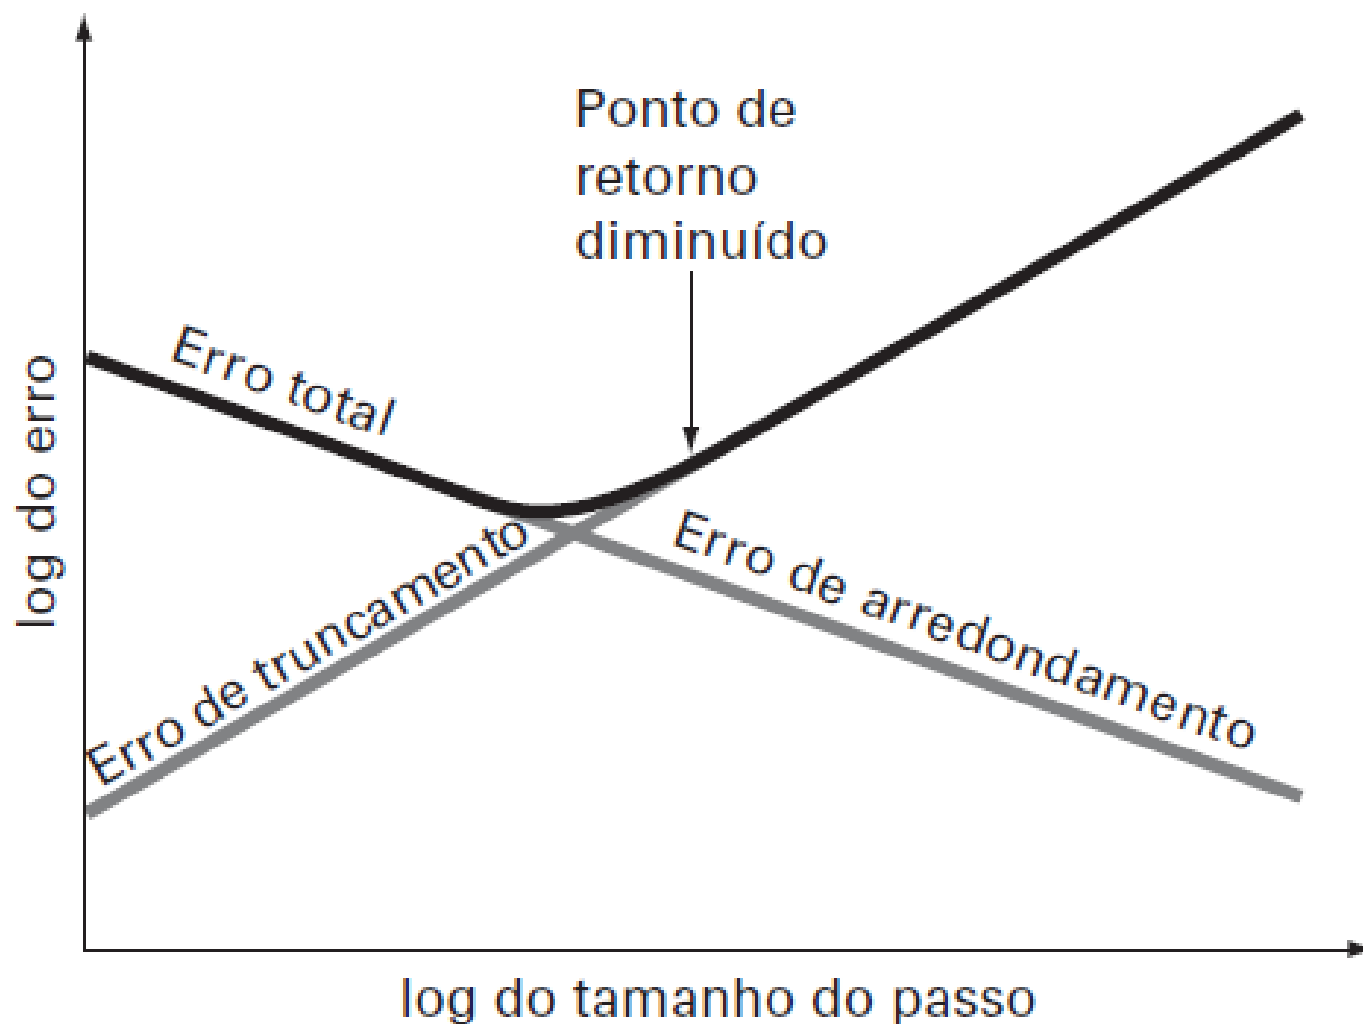 Ponto de
retorno
diminuído
Erro total
log do erro
Erro de truncamento
Erro de arredondamento
log do tamanho do passo